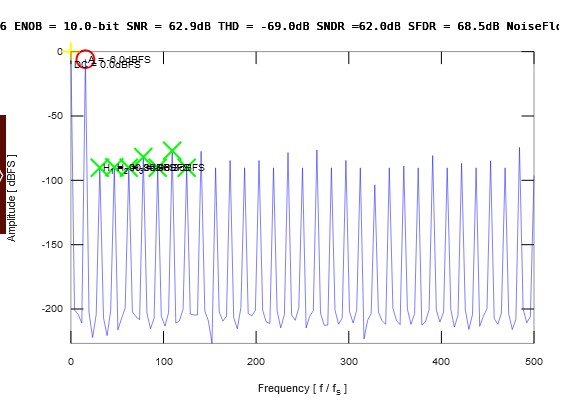 6 ENOB = 10.0-bit SNR = 62.9dB THD = -69.0dB SNDR =62.0dB SFDR = 68.5dB NoiseFl
0
A = -6.0dBFS
DC = 0.0dBFS
-50
-100
-150
-200
Amplitude [ dBFS ]
0
100
200
300
400
500
Frequency [ f / fs ]